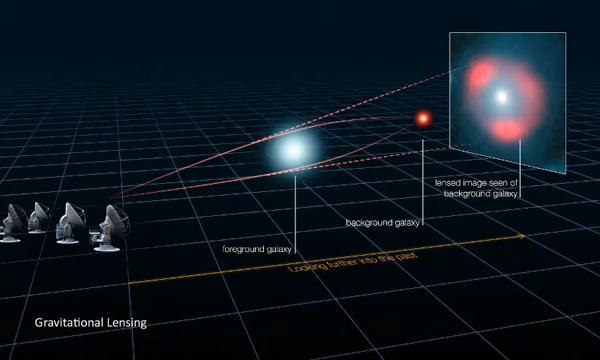 lensed image seen of
background galaxy
background galaxy
foreground galaxy
Looking further into the past
Gravitational Lensing